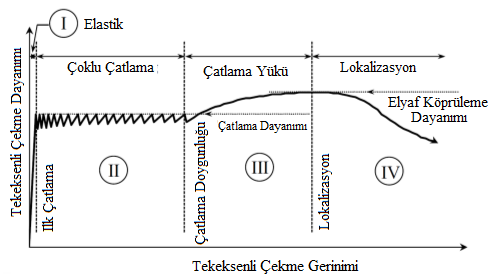 I
Elastik
Çoklu Çatlama ;
Çatlama Yükü
Lokalizasyon
Elyaf Köprüleme
Dayanımı
Çatlama Dayanımı
Tekeksenli Çekme Dayanımı
İlk Çatlama
II
Çatlama Doygunluğu
III
Lokalizasyon
IV
Tekeksenli Çekme Gerinimi